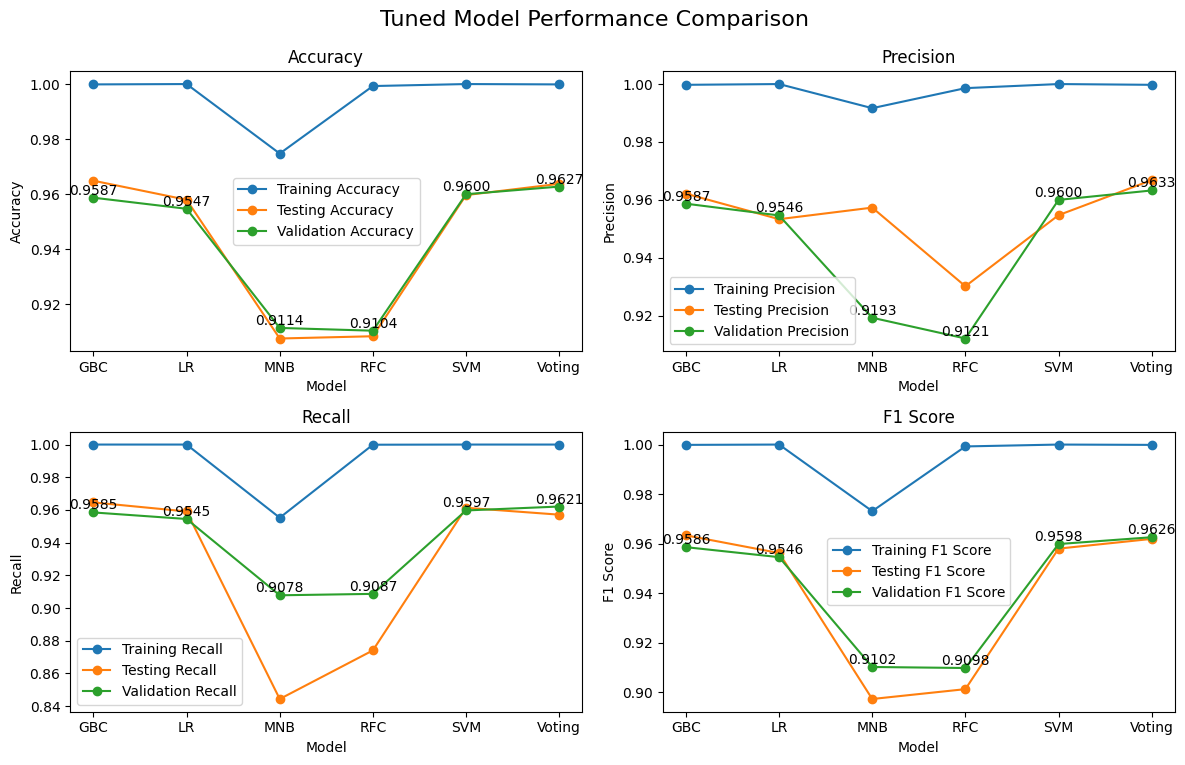 Tuned Model Performance Comparison
Accuracy
1.00
0.98
0.96
0.94
0.92
Accuracy
0.9587
0.9547
0.9114
0.9104
0.9600
0.9627
Training Accuracy
Testing Accuracy
Validation Accuracy
GBC LR MNB RFC SVM Voting
Model
Precision
1.00
0.98
0.96
0.94
0.92
Precision
0.9587
0.9546
0.9193
0.9121
0.9600
0.9633
Training Precision
Testing Precision
Validation Precision
GBC LR MNB RFC SVM Voting
Model
Recall
1.00
0.98
0.96
0.94
0.92
0.90
0.88
0.86
0.84
Recall
0.9585
0.9545
0.9078
0.9087
0.9597
0.9621
Training Recall
Testing Recall
Validation Recall
GBC LR MNB RFC SVM Voting
Model
F1 Score
1.00
0.98
0.96
0.94
0.92
0.90
F1 Score
0.9586
0.9546
0.9102
0.9098
0.9598
0.9626
Training F1 Score
Testing F1 Score
Validation F1 Score
GBC LR MNB RFC SVM Voting
Model